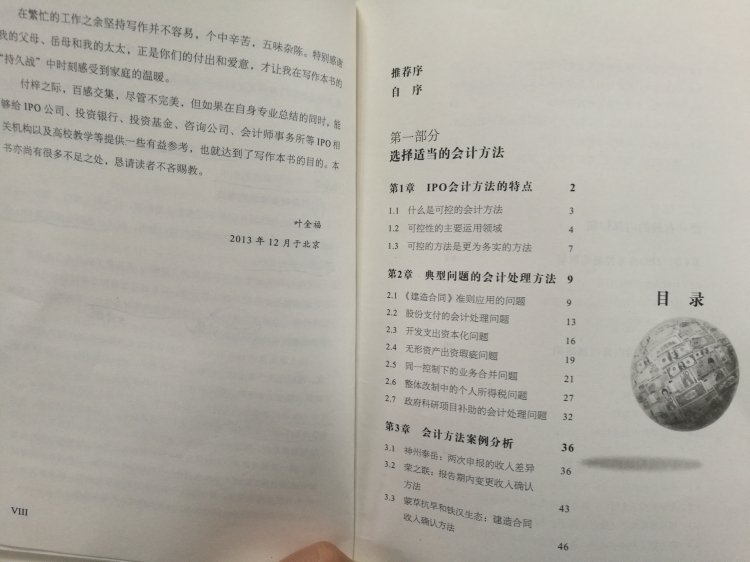 在繁忙的工作之余坚持写作并不容易，个中辛苦，五味杂陈。特别感谢
我的父母、岳母和我的太太，正是你们的付出和爱意，才让我在写作本书的
“持久战”中时刻感受到家庭的温暖。
付梓之际，百感交集，尽管不完美，但如果在自身专业总结的同时，能
够给IPO公司、投资银行、投资基金、咨询公司、会计师事务所等IPO相
关机构以及高校教学等提供一些有益参考，也就达到了写作本书的目的。本
书亦尚有很多不足之处，恳请读者不吝赐教。
叶金福
2013年12月于北京
VIII
推荐序
自 序
第一部分
选择适当的会计方法
第1章 IPO会计方法的特点 2
1.1 什么是可控的会计方法 3
1.2 可控性的主要运用领域 4
1.3 可控的方法是更为务实的方法 7
第2章 典型问题的会计处理方法 9
2.1 《建造合同》准则应用的问题 9
2.2 股份支付的会计处理问题 13
2.3 开发支出资本化问题 16
2.4 无形资产出资瑕疵问题 19
2.5 同一控制下的业务合并问题 21
2.6 整体改制中的个人所得税问题 27
2.7 政府科研项目补助的会计处理问题 32
第3章 会计方法案例分析 36
3.1 神州泰岳：两次申报的收入差异 36
3.2 荣之联：报告期内变更收入确认
方法 43
3.3 蒙草抗旱和铁汉生态：建造合同
收入确认方法 46
目 录